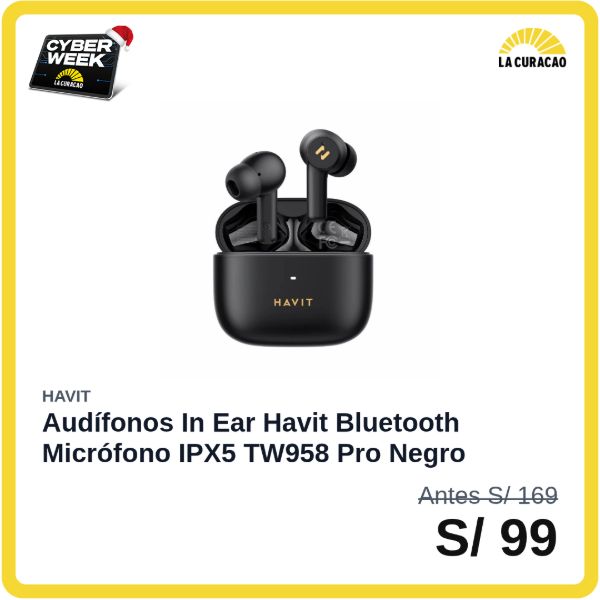 CYBER
WEEK
LA CURACAO
LA CURACAO
HAVIT
HAVIT
Audífonos In Ear Havit Bluetooth
Micrófono IPX5 TW958 Pro Negro
Antes S/ 169
S/ 99